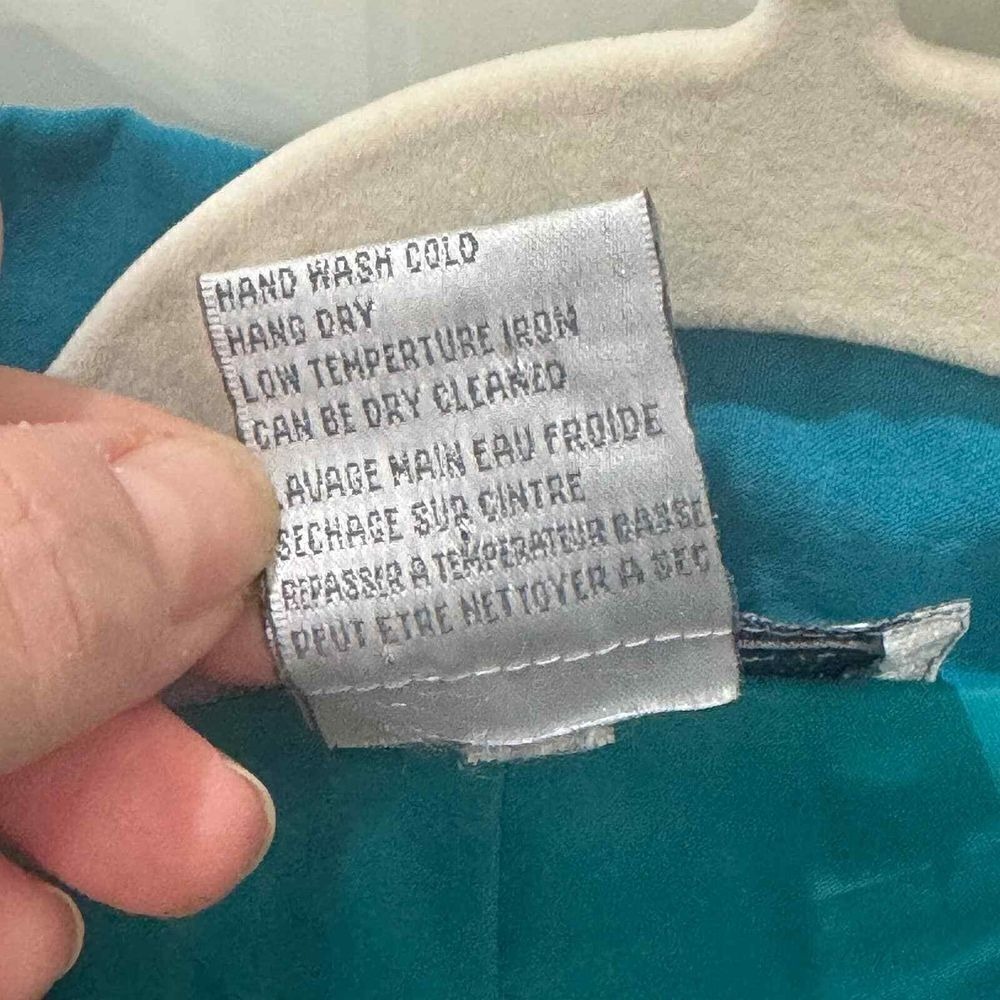 HAND WASH COLD
HANG DRY
LOW TEMPERTURE IRON
CAN BE DRY CLEANED
LAVAGE MAIN EAU FROIDE
SECHAGE SUR CINTRE
REPASSER A TEMPERATEUR BASSE
PEUT ETRE NETTOYER A SEC